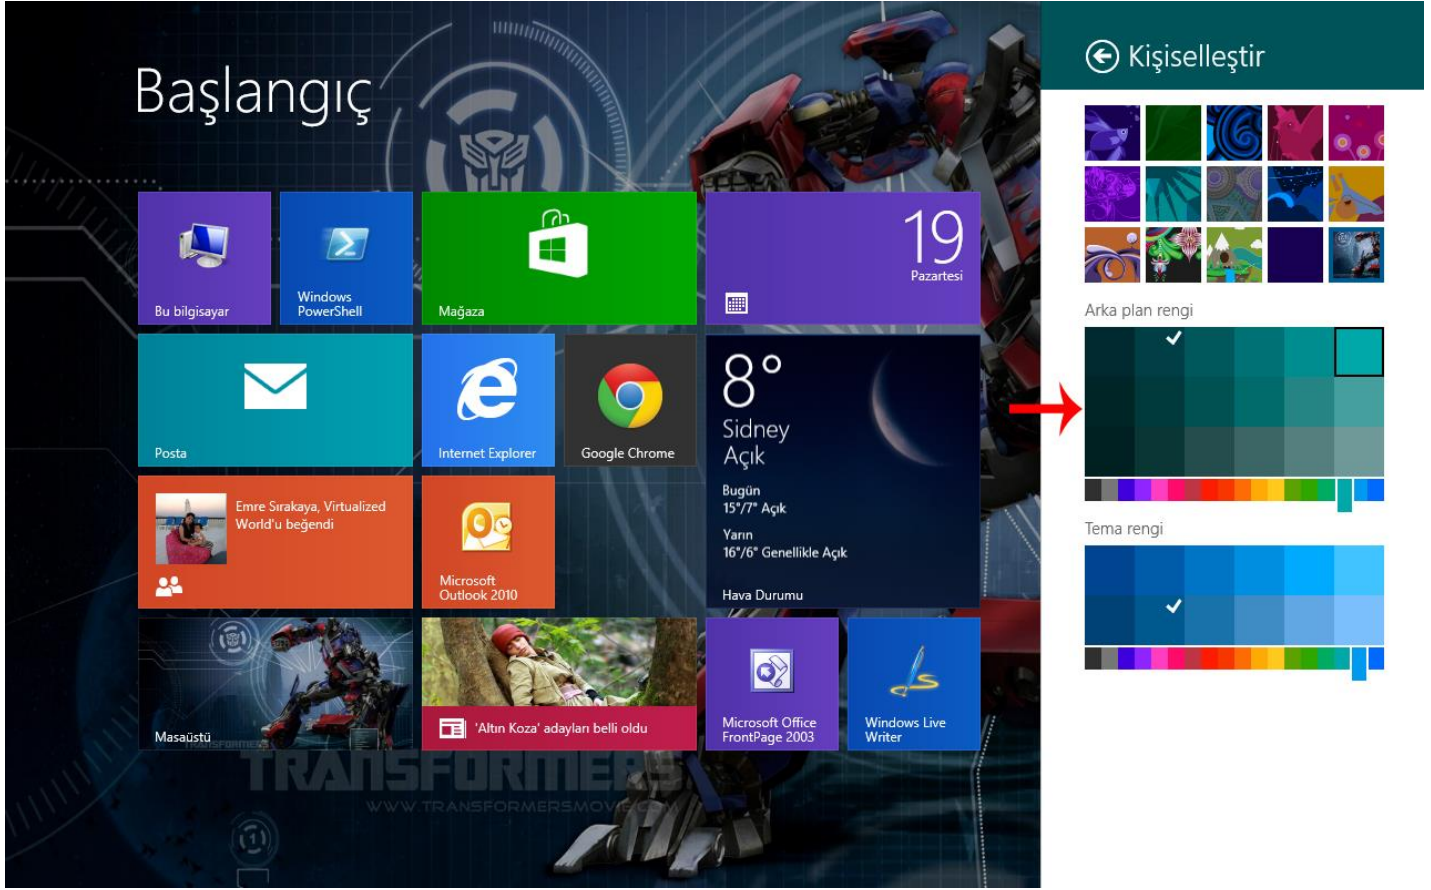 Başlangıç
Kişiselleştir
Bu bilgisayar
Windows
PowerShell
Mağaza
19
Pazartesi
Posta
Internet Explorer
Google Chrome
8°
Sidney
Açık
Bugün
15°/7° Açık
Yarın
16°/6° Genellikle Açık
Hava Durumu
Emre Sırakaya, Virtualized
World'u beğendi
Microsoft
Outlook 2010
Masaüstü
'Altın Koza' adayları belli oldu
Microsoft Office
FrontPage 2003
Windows Live
Writer
TRANSFORMERS
TRANSFORMERS
WWW.TRANSFORMERSMOVIE.COM
(1)
Arka plan rengi
Tema rengi